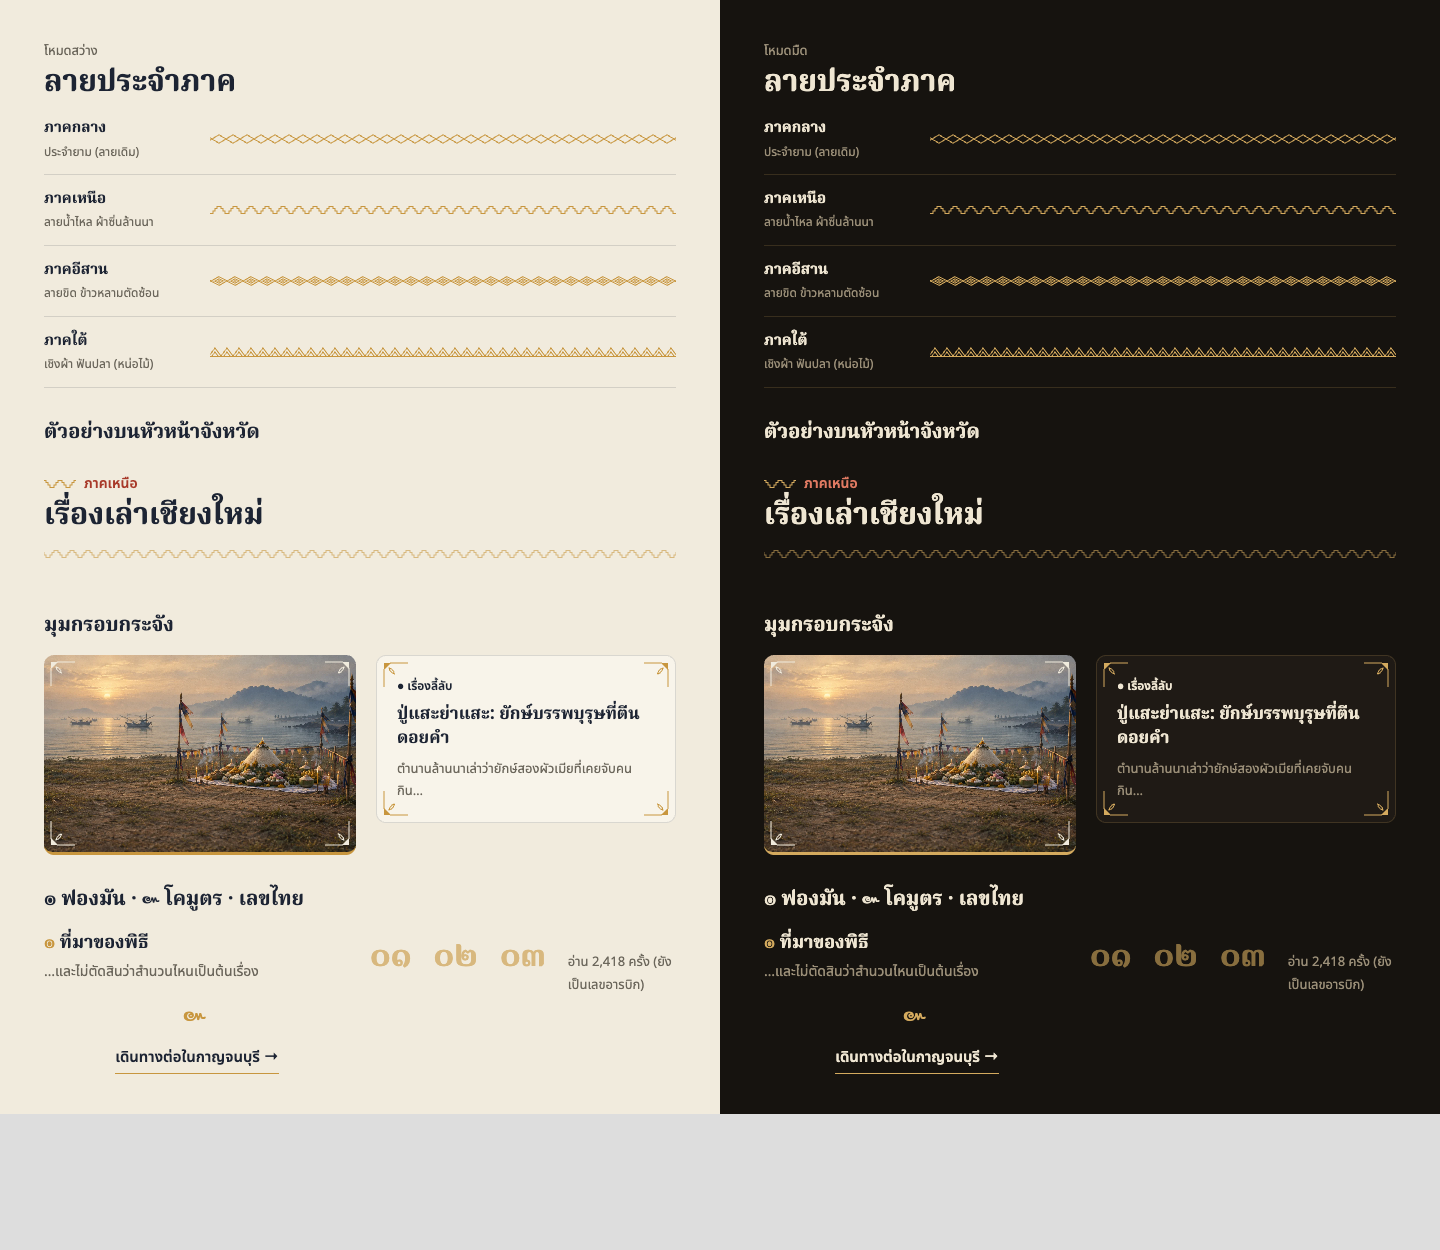 โหมดสว่าง
ลายประจำภาค
ภาคกลาง
ประจำยาม (ลายเดิม)
ภาคเหนือ
ลายน้ำไหล ผ้าซิ่นล้านนา
ภาคอีสาน
ลายขิด ข้าวหลามตัดซ้อน
ภาคใต้
เชิงผ้า ฟันปลา (หน่อไม้)
ตัวอย่างบนหัวหน้าจังหวัด
ภาคเหนือ
เรื่องเล่าเชียงใหม่
มุมกรอบกระจัง
● เรื่องลี้ลับ
ปู่แสะย่าแสะ: ยักษ์บรรพบุรุษที่ตีน
ดอยคำ
ตำนานล้านนาเล่าว่ายักษ์สองผัวเมียที่เคยจับคน
กิน...
๏ ฟองมัน · ๛ โคมูตร · เลขไทย
๏ ที่มาของพิธี
...และไม่ตัดสินว่าสำนวนไหนเป็นต้นเรื่อง
๛
เดินทางต่อในกาญจนบุรี →
๐๑ ๐๒ ๐๓
อ่าน 2,418 ครั้ง (ยัง
เป็นเลขอารบิก)
โหมดมืด
ลายประจำภาค
ภาคกลาง
ประจำยาม (ลายเดิม)
ภาคเหนือ
ลายน้ำไหล ผ้าซิ่นล้านนา
ภาคอีสาน
ลายขิด ข้าวหลามตัดซ้อน
ภาคใต้
เชิงผ้า ฟันปลา (หน่อไม้)
ตัวอย่างบนหัวหน้าจังหวัด
ภาคเหนือ
เรื่องเล่าเชียงใหม่
มุมกรอบกระจัง
● เรื่องลี้ลับ
ปู่แสะย่าแสะ: ยักษ์บรรพบุรุษที่ตีน
ดอยคำ
ตำนานล้านนาเล่าว่ายักษ์สองผัวเมียที่เคยจับคน
กิน...
๏ ฟองมัน · ๛ โคมูตร · เลขไทย
๏ ที่มาของพิธี
...และไม่ตัดสินว่าสำนวนไหนเป็นต้นเรื่อง
๛
เดินทางต่อในกาญจนบุรี →
๐๑ ๐๒ ๐๓
อ่าน 2,418 ครั้ง (ยัง
เป็นเลขอารบิก)